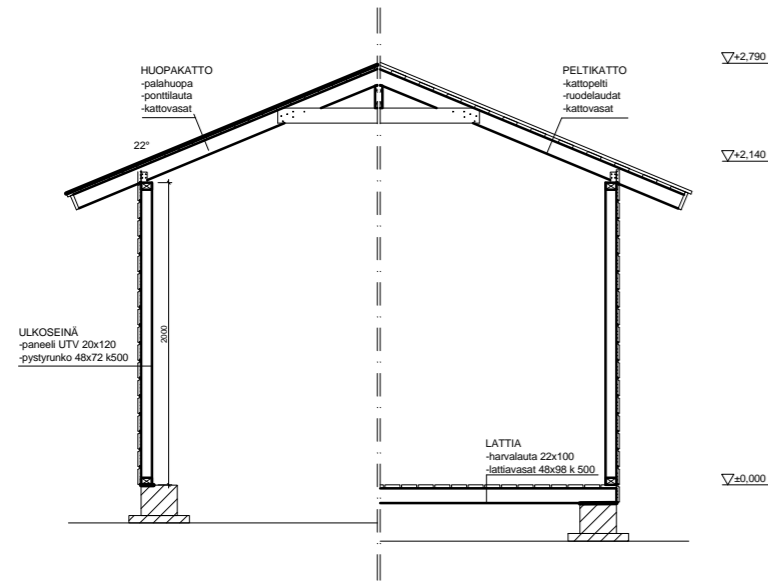 HUOPAKATTO
-palahuopa
-ponttilauta
-kattovasat
PELTIKATTO
-kattopelti
-ruodelaudat
-kattovasat
+2,790
22°
+2,140
ULKOSEINÄ
-paneeli UTV 20x120
-pystyrunko 48x72 k500
2000
LATTIA
-harvalauta 22x100
-lattiavasat 48x98 k 500
±0,000